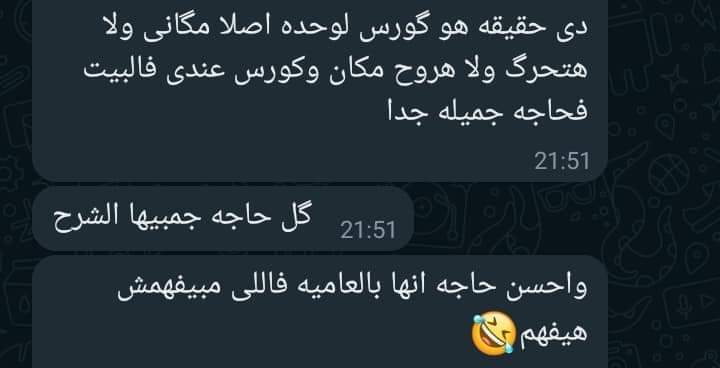 دى حقيقه هو گورس لوحده اصلا مگانى ولا
هتحرگ ولا هروح مكان وكورس عندى فالبيت
فحاجه جميله جدا
21:51
گل حاجه جمبيها الشرح
21:51
واحسن حاجه انها بالعاميه فاللى مبيفهمش
هيفهم🤣